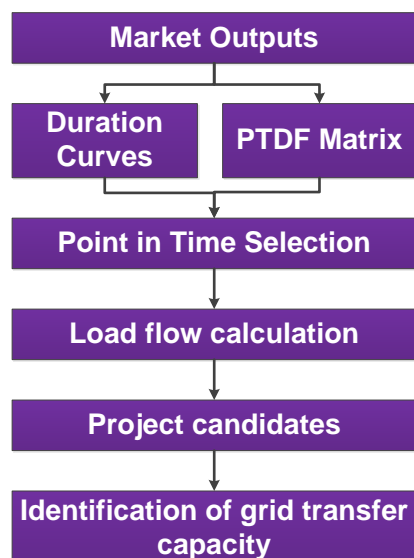 Market Outputs
Duration
Curves
PTDF Matrix
Point in Time Selection
Load flow calculation
Project candidates
Identification of grid transfer
capacity